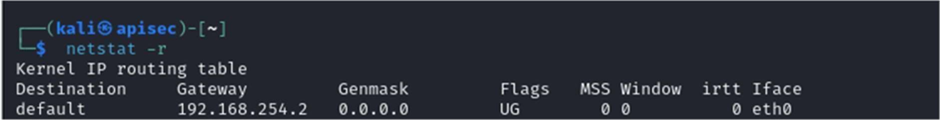 ┌──(kali㉿apisec)-[~]
└─$ netstat -r
Kernel IP routing table
Destination     Gateway         Genmask         Flags   MSS Window  irtt Iface
default         192.168.254.2   0.0.0.0         UG        0 0          0 eth0